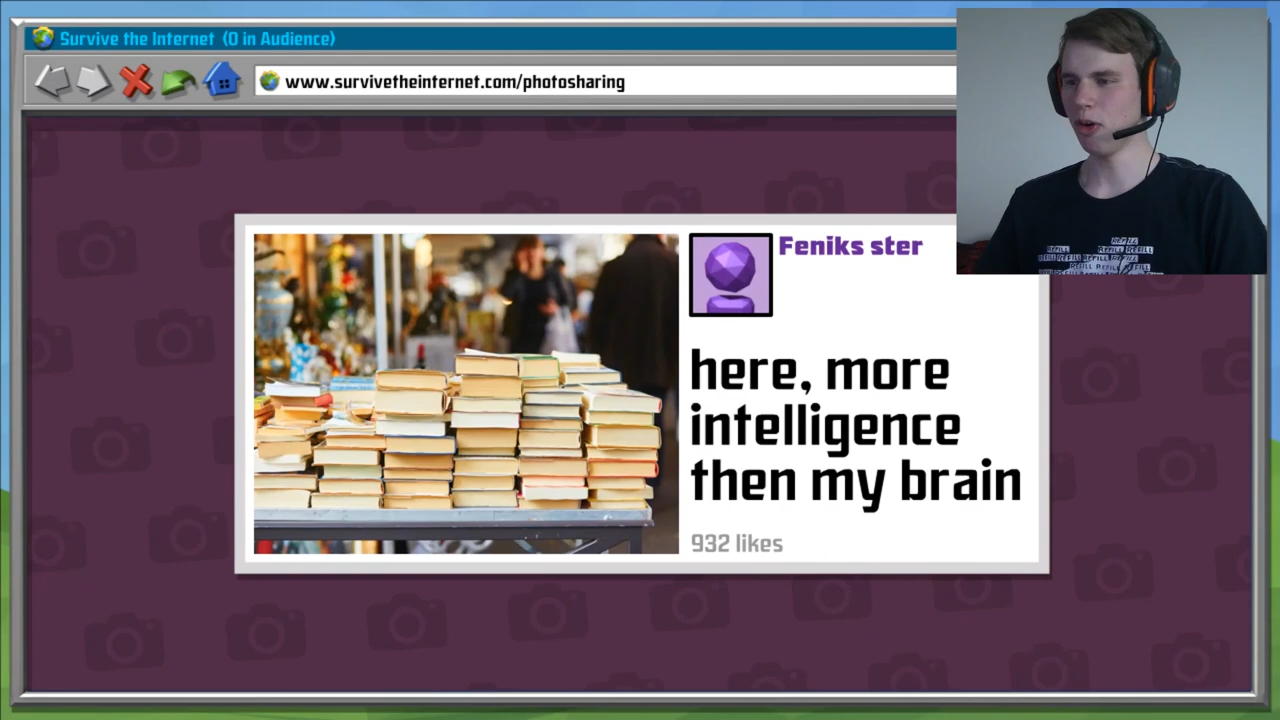 Survive the Internet (0 in Audience)
www.survivetheinternet.com/photosharing
Feniks ster
here, more
intelligence
then my brain
932 likes